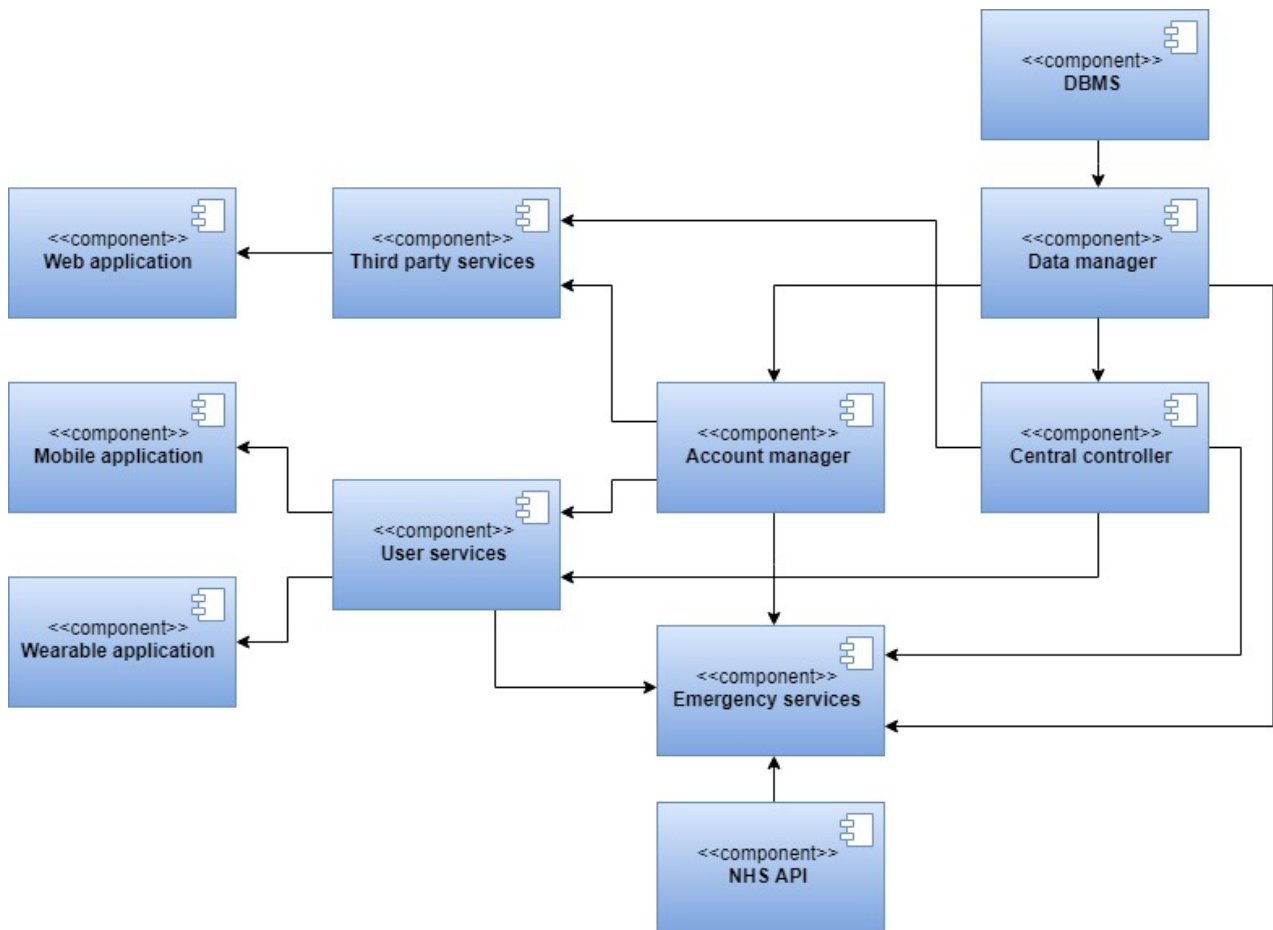 <<component>>
DBMS
<<component>>
Web application
<<component>>
Third party services
<<component>>
Data manager
<<component>>
Mobile application
<<component>>
Account manager
<<component>>
Central controller
<<component>>
User services
<<component>>
Wearable application
<<component>>
Emergency services
<<component>>
NHS API